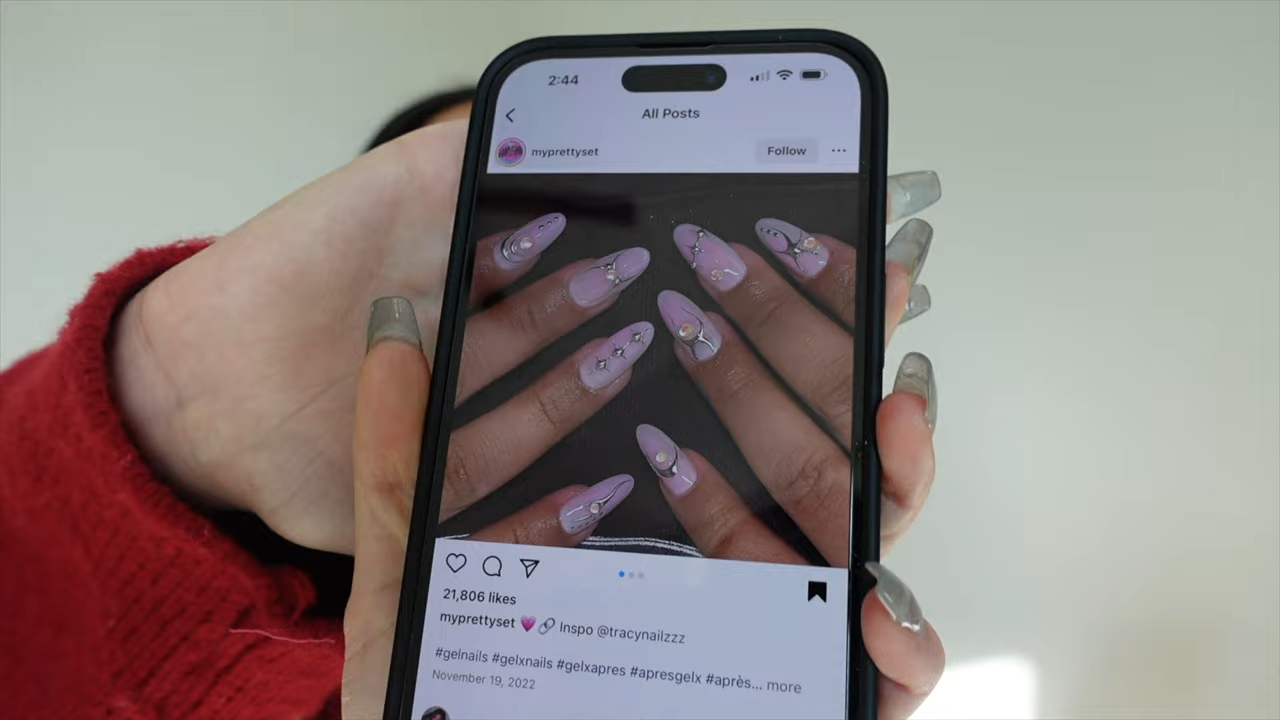 2:44
All Posts
myprettyset
Follow
21,806 likes
myprettyset 💗🔗 Inspo @tracynailzzz
#gelnails #gelxnails #gelxapres #apresgelx #après... more
November 19, 2022